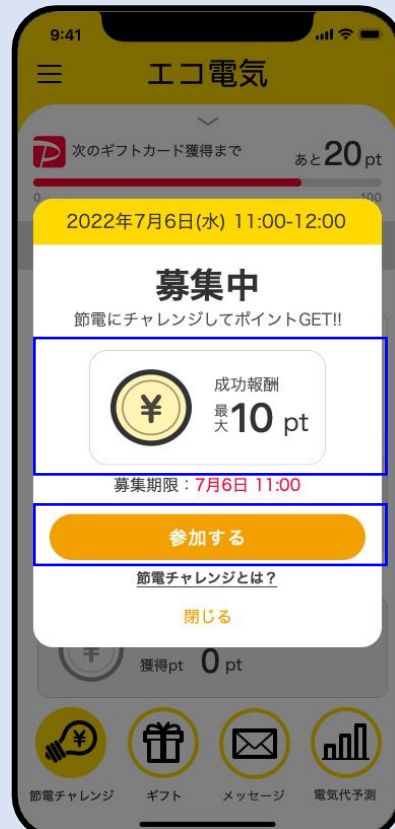 9:41
エコ電気
次のギフトカード獲得まで
あと20pt
0 100
2022年7月6日(水) 11:00-12:00
募集中
節電にチャレンジしてポイントGET!!
成功報酬
最大10 pt
募集期限：7月6日 11:00
参加する
節電チャレンジとは？
閉じる
獲得pt 0 pt
節電チャレンジ ギフト メッセージ 電気代予測